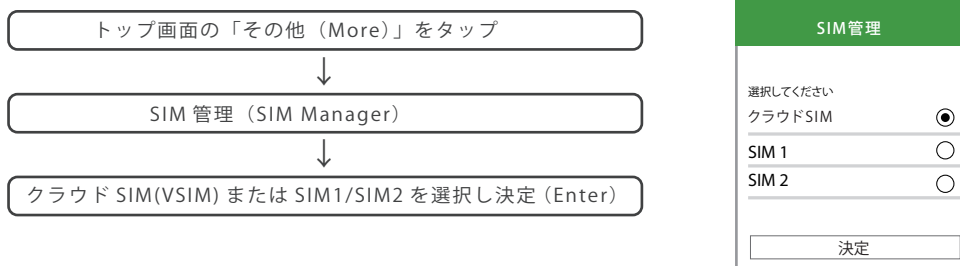 トップ画面の「その他（More）」をタップ
↓
SIM 管理（SIM Manager）
↓
クラウド SIM(VSIM) または SIM1/SIM2 を選択し決定（Enter）
SIM管理
選択してください
クラウドSIM
SIM 1
SIM 2
決定